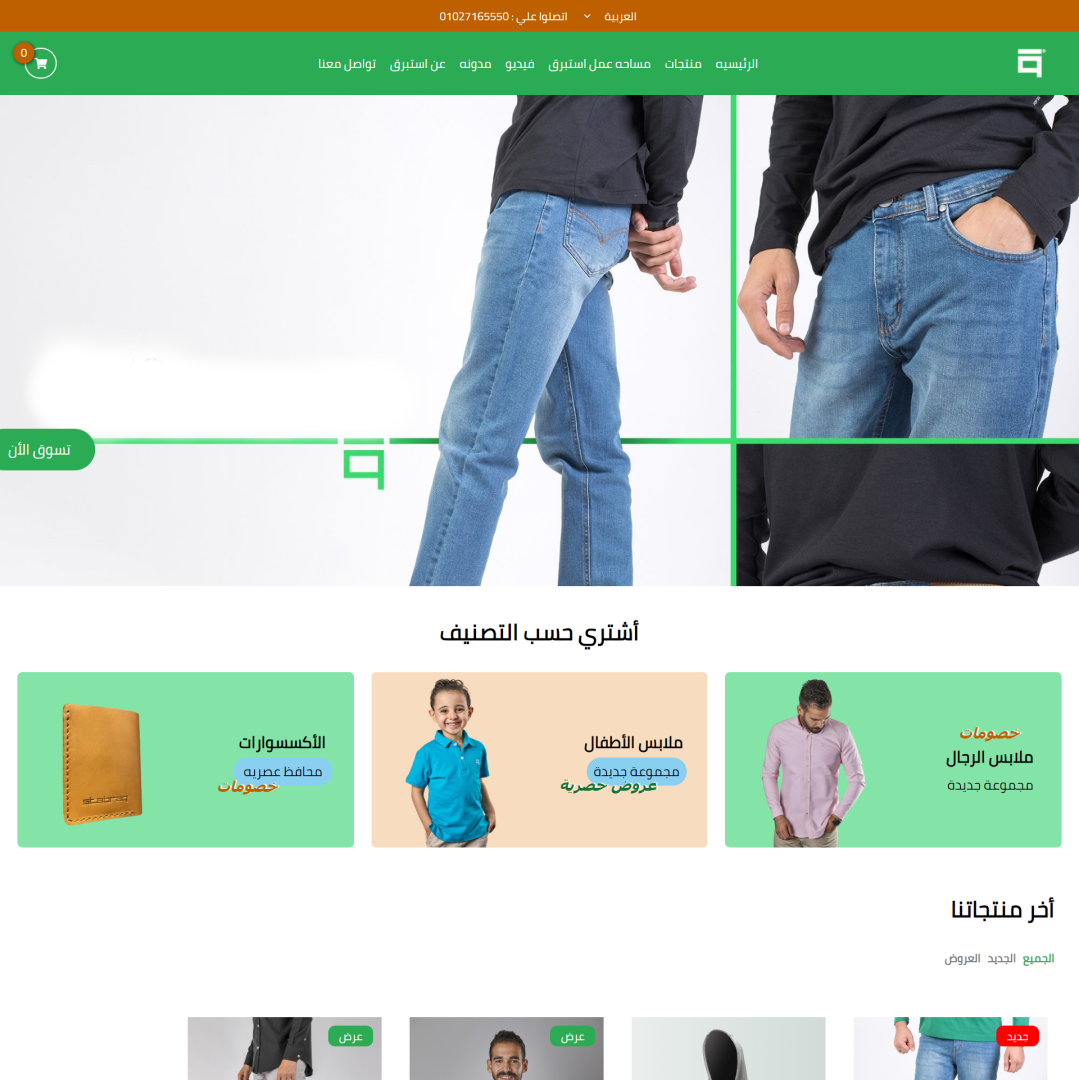 العربية
اتصلوا علي : 01027165550
الرئيسيه
منتجات
مساحه عمل استبرق
فيديو
مدونه
عن استبرق
تواصل معنا
0
تسوق الأن
أشتري حسب التصنيف
خصومات
ملابس الرجال
مجموعة جديدة
ملابس الأطفال
مجموعة جديدة
عروض حصرية
الأكسسوارات
محافظ عصريه
خصومات
stabraq
أخر منتجاتنا
الجميع
الجديد
العروض
جديد
عرض
عرض